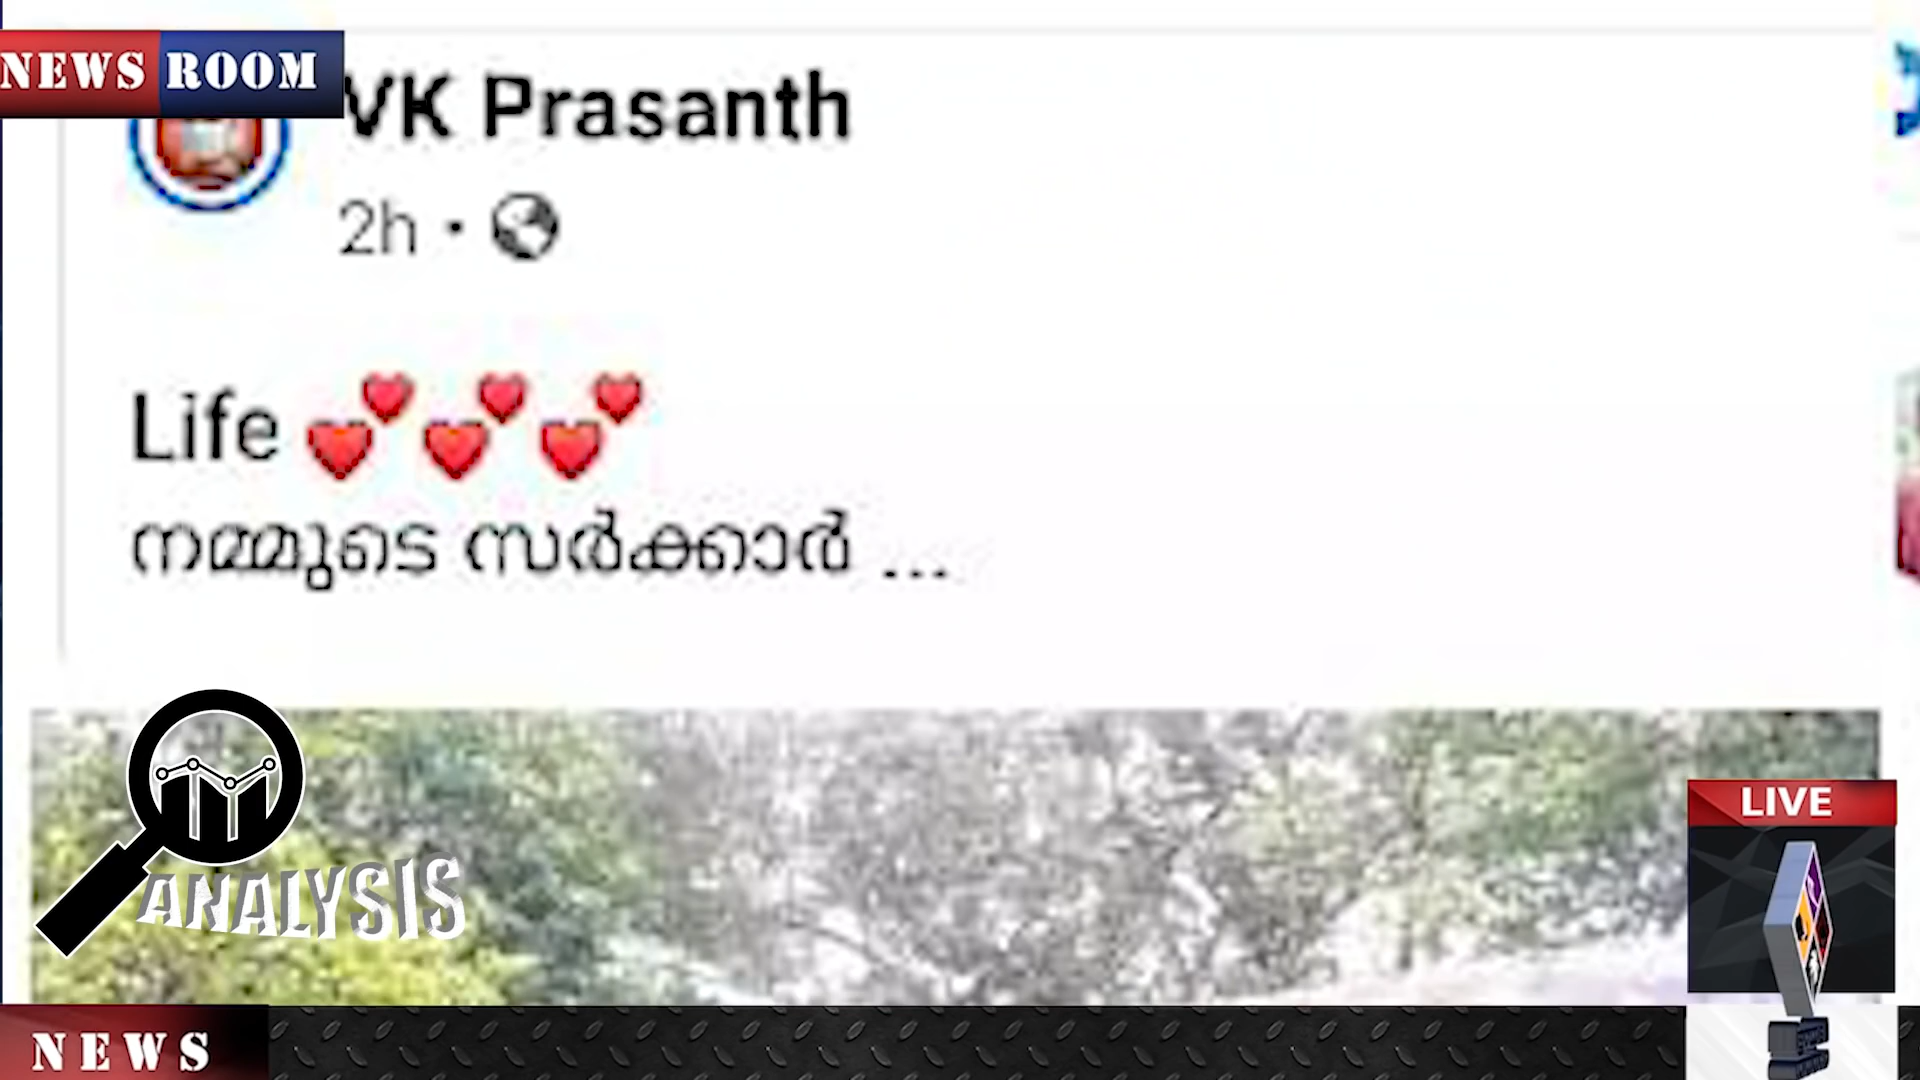 NEWS ROOM
VK Prasanth
2h ·
Life 💕💕💕
നമ്മുടെ സർക്കാർ ...
ANALYSIS
LIVE
NEWS